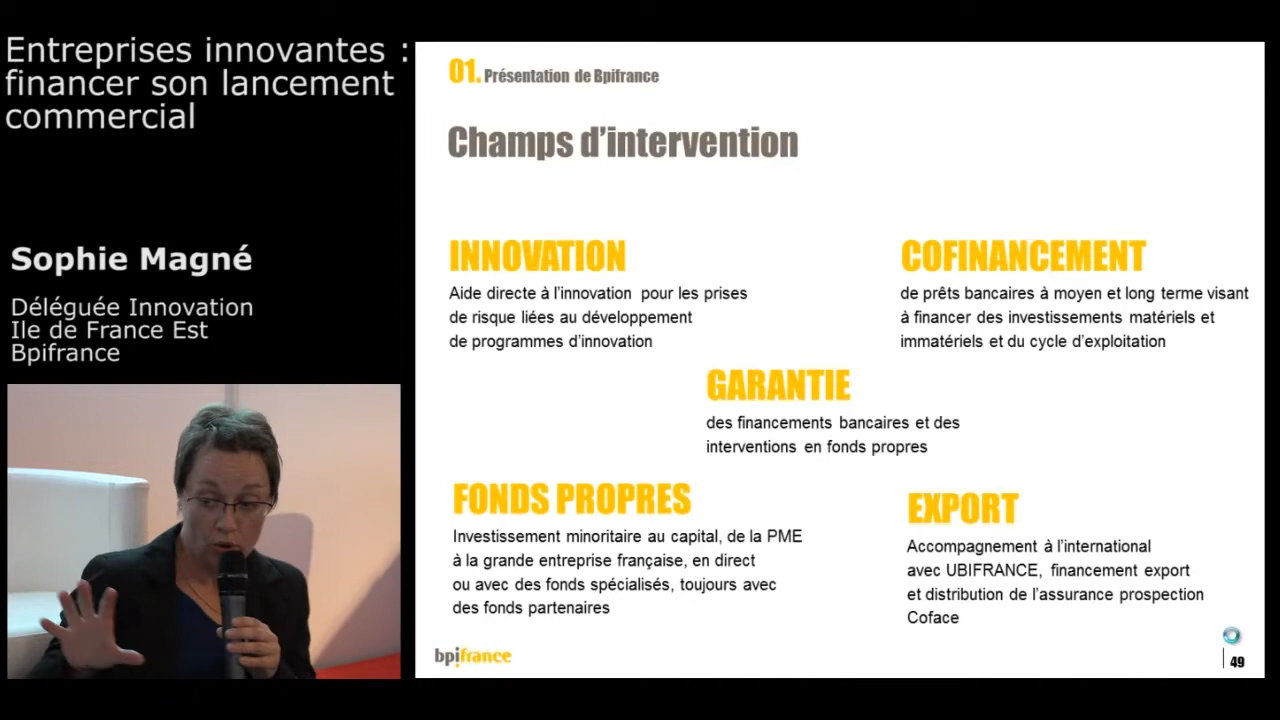 Entreprises innovantes :
financer son lancement
commercial
Sophie Magné
Déléguée Innovation
Ile de France Est
Bpifrance
01. Présentation de Bpifrance
Champs d’intervention
INNOVATION
Aide directe à l’innovation pour les prises
de risque liées au développement
de programmes d’innovation
COFINANCEMENT
de prêts bancaires à moyen et long terme visant
à financer des investissements matériels et
immatériels et du cycle d’exploitation
GARANTIE
des financements bancaires et des
interventions en fonds propres
FONDS PROPRES
Investissement minoritaire au capital, de la PME
à la grande entreprise française, en direct
ou avec des fonds spécialisés, toujours avec
des fonds partenaires
EXPORT
Accompagnement à l’international
avec UBIFRANCE, financement export
et distribution de l’assurance prospection
Coface
bpifrance
49